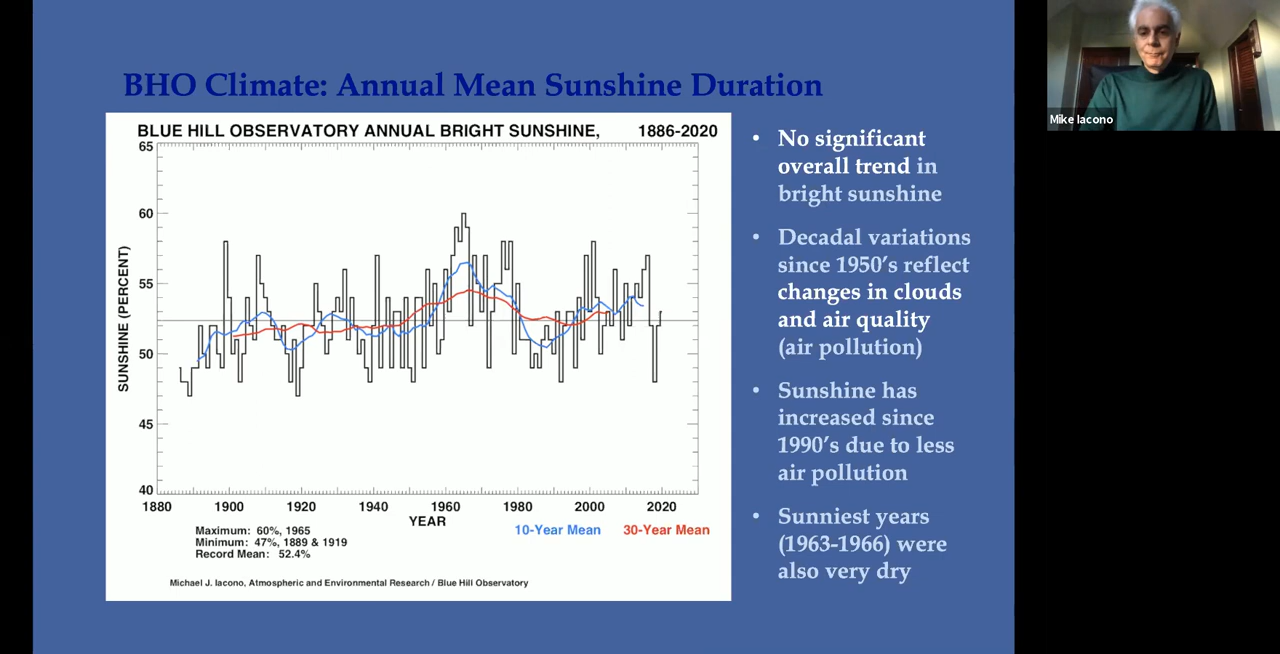 BHO Climate: Annual Mean Sunshine Duration
BLUE HILL OBSERVATORY ANNUAL BRIGHT SUNSHINE, 1886-2020
65
60
55
50
45
40
SUNSHINE (PERCENT)
1880 1900 1920 1940 1960 1980 2000 2020
YEAR
Maximum: 60%, 1965
Minimum: 47%, 1889 & 1919
Record Mean: 52.4%
10-Year Mean 30-Year Mean
Michael J. Iacono, Atmospheric and Environmental Research / Blue Hill Observatory
• No significant
overall trend in
bright sunshine
• Decadal variations
since 1950's reflect
changes in clouds
and air quality
(air pollution)
• Sunshine has
increased since
1990's due to less
air pollution
• Sunniest years
(1963-1966) were
also very dry
Mike Iacono